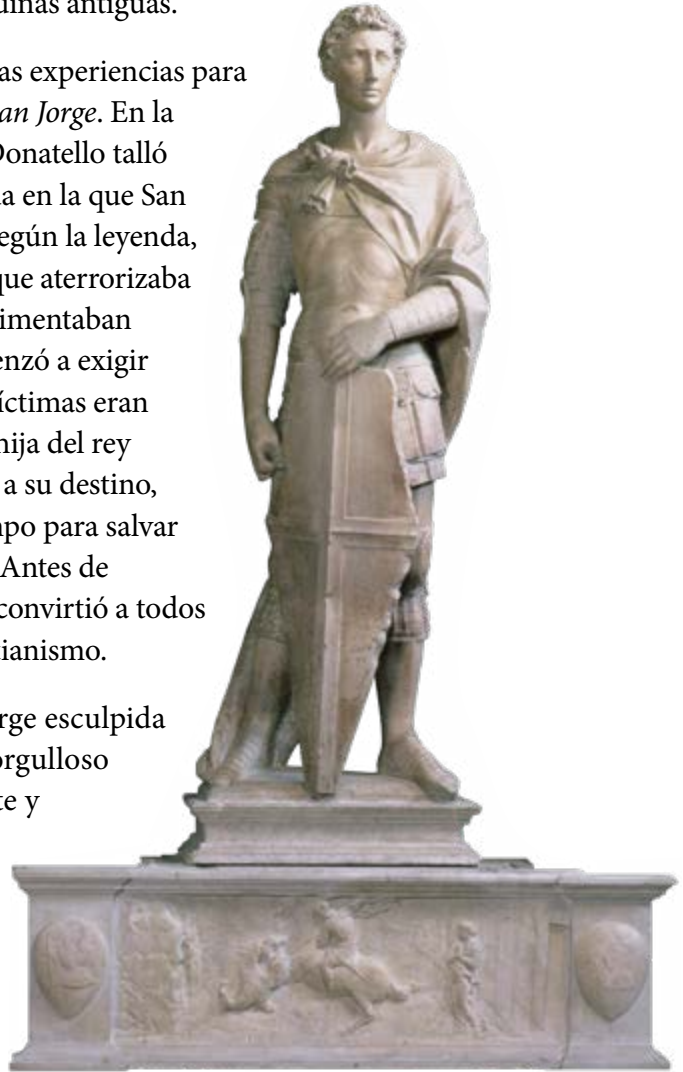 uinas antiguas.
as experiencias para
an Jorge. En la
Donatello talló
la en la que San
egún la leyenda,
que aterrorizaba
imentaban
enzó a exigir
íctimas eran
hija del rey
a su destino,
npo para salvar
Antes de
convirtió a todos
tianismo.
rge esculpida
orgulloso
te y